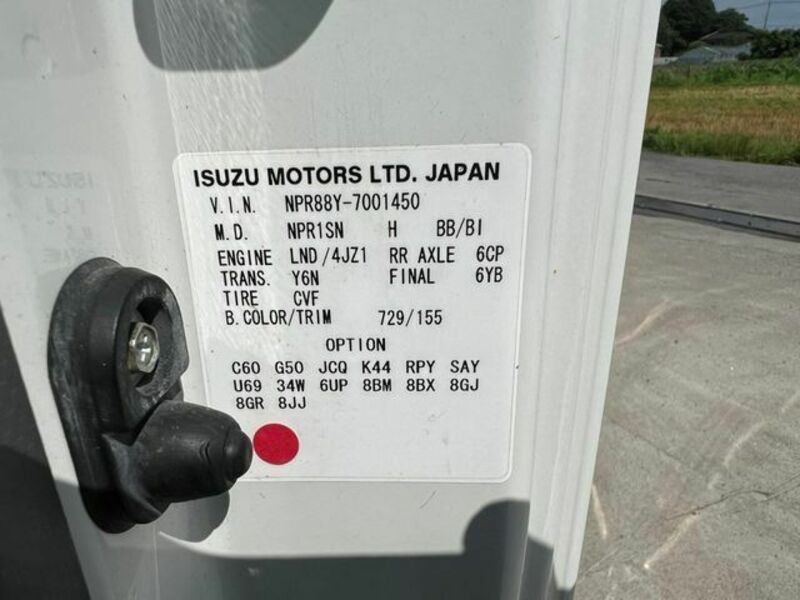 ISUZU MOTORS LTD. JAPAN
V.I.N. NPR88Y-7001450
M.D. NPR1SN H BB/BI
ENGINE LND/4JZ1 RR AXLE 6CP
TRANS. Y6N FINAL 6YB
TIRE CVF
B.COLOR/TRIM 729/155
OPTION
C60 G50 JCQ K44 RPY SAY
U69 34W 6UP 8BM 8BX 8GJ
8GR 8JJ